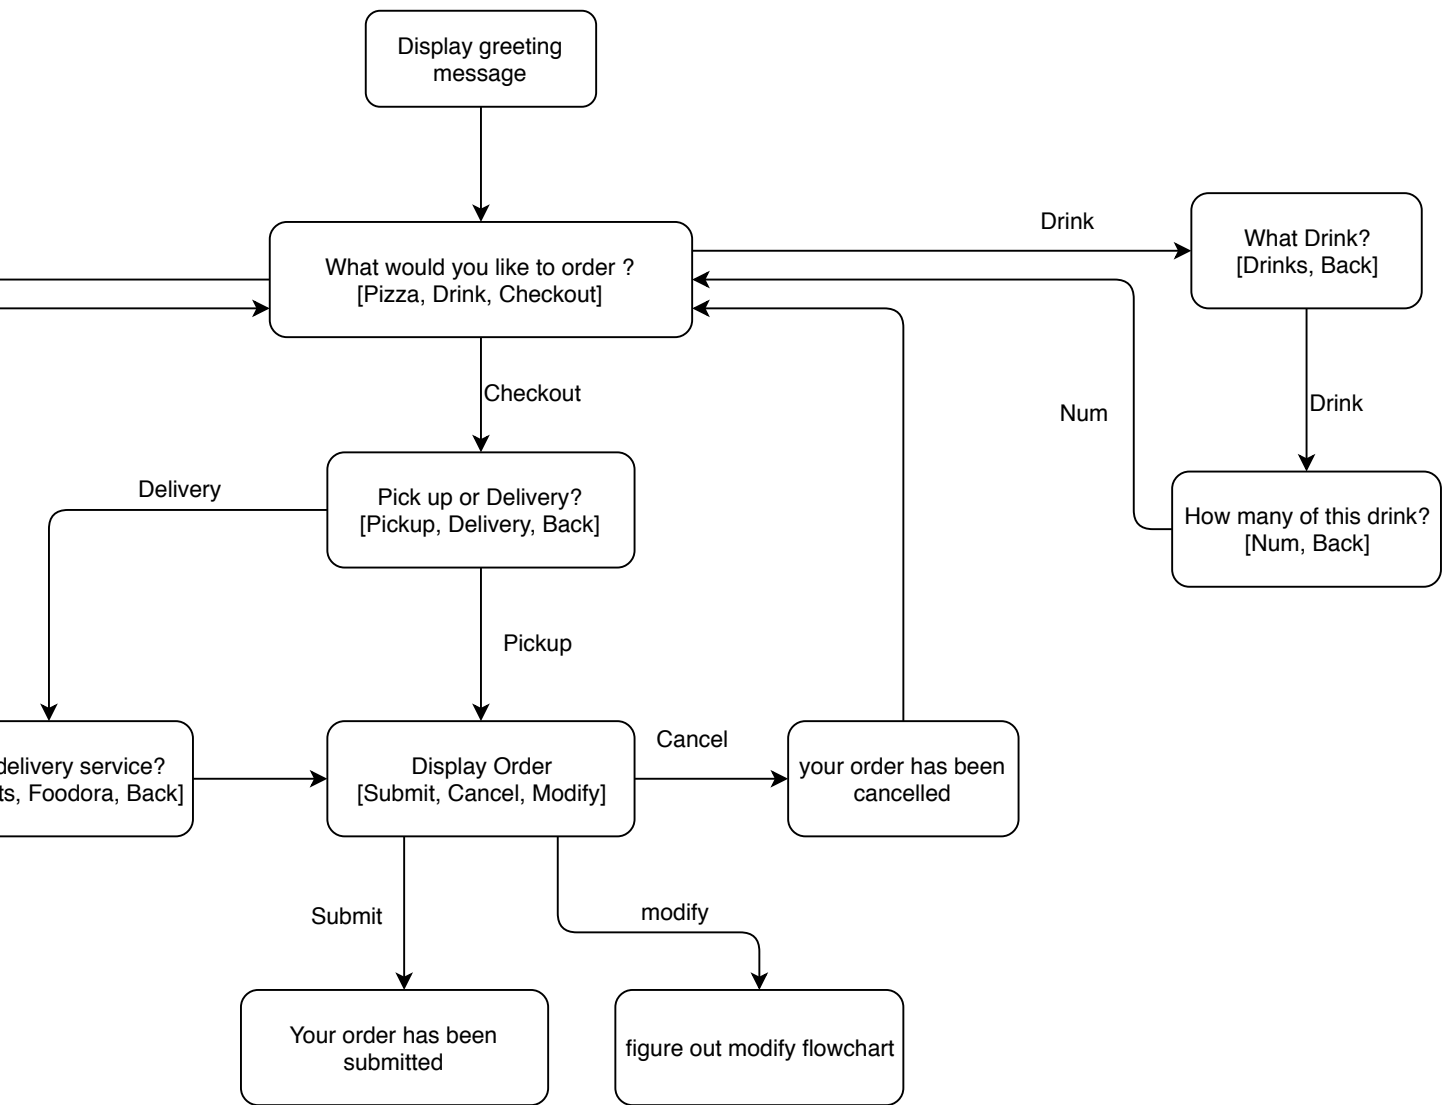 Display greeting
message
Drink
What Drink?
[Drinks, Back]
What would you like to order ?
[Pizza, Drink, Checkout]
Checkout
Num
Drink
Delivery
Pick up or Delivery?
[Pickup, Delivery, Back]
How many of this drink?
[Num, Back]
Pickup
delivery service?
Foodora, Back]
Display Order
[Submit, Cancel, Modify]
Cancel
your order has been
cancelled
Submit
modify
Your order has been
submitted
figure out modify flowchart